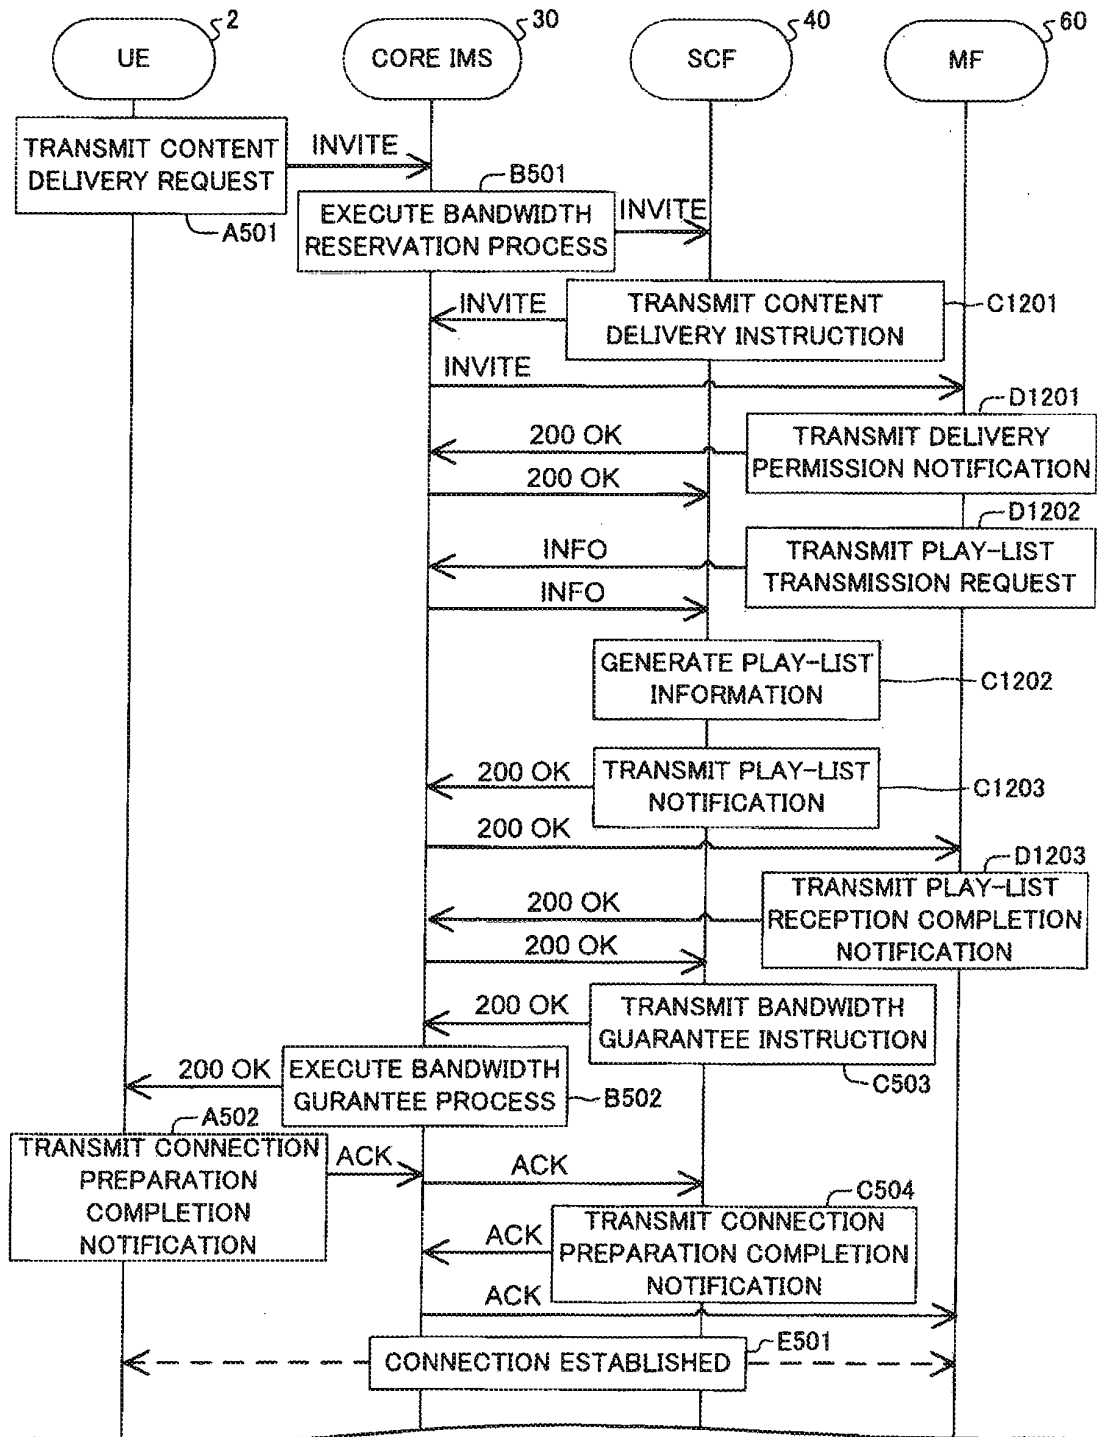 2
30
40
60
UE
CORE IMS
SCF
MF
TRANSMIT CONTENT
DELIVERY REQUEST
INVITE
A501
B501
EXECUTE BANDWIDTH
RESERVATION PROCESS
INVITE
INVITE
TRANSMIT CONTENT
DELIVERY INSTRUCTION
C1201
INVITE
D1201
200 OK
TRANSMIT DELIVERY
PERMISSION NOTIFICATION
200 OK
D1202
INFO
TRANSMIT PLAY-LIST
TRANSMISSION REQUEST
INFO
GENERATE PLAY-LIST
INFORMATION
C1202
200 OK
TRANSMIT PLAY-LIST
NOTIFICATION
C1203
200 OK
D1203
200 OK
TRANSMIT PLAY-LIST
RECEPTION COMPLETION
NOTIFICATION
200 OK
200 OK
TRANSMIT BANDWIDTH
GUARANTEE INSTRUCTION
C503
200 OK
EXECUTE BANDWIDTH
GURANTEE PROCESS
B502
A502
TRANSMIT CONNECTION
PREPARATION
COMPLETION
NOTIFICATION
ACK
ACK
C504
ACK
TRANSMIT CONNECTION
PREPARATION COMPLETION
NOTIFICATION
ACK
E501
CONNECTION ESTABLISHED